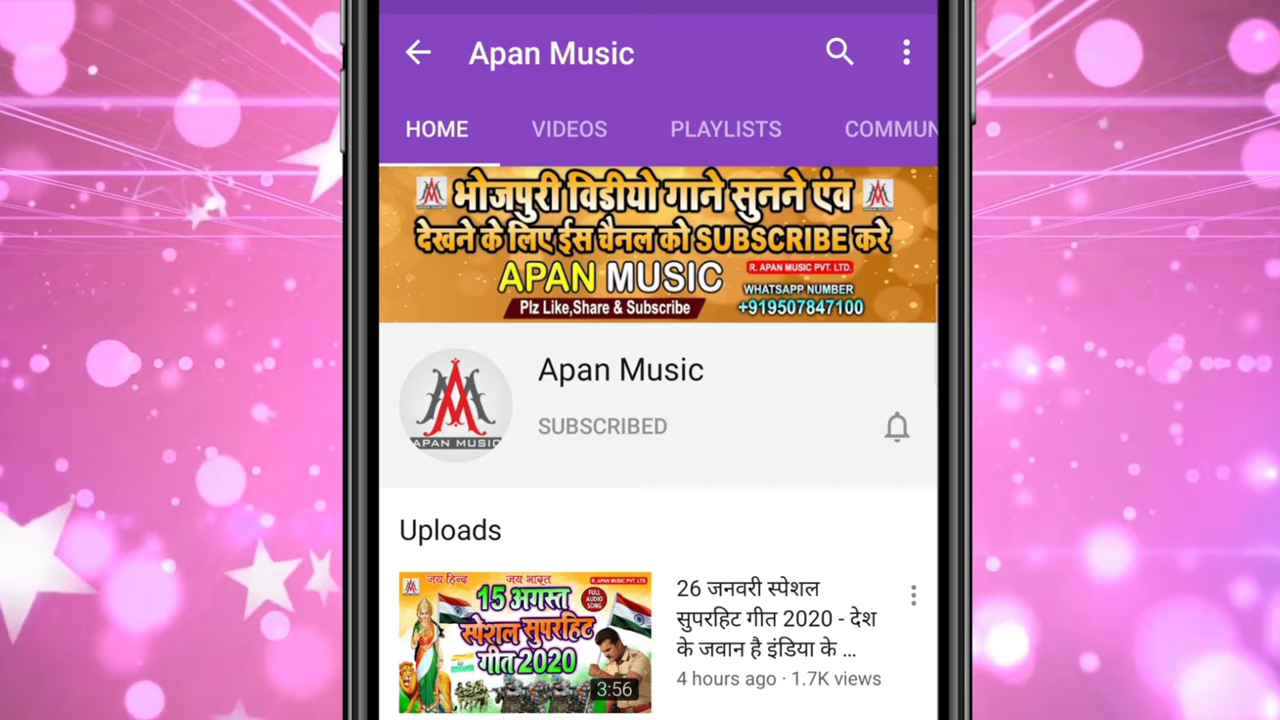 Apan Music
HOME VIDEOS PLAYLISTS COMMUN
भोजपुरी विडीयो गाने सुनने एंव
देखने के लिए ईस चैनल को SUBSCRIBE करे
APAN MUSIC
R. APAN MUSIC PVT. LTD.
WHATSAPP NUMBER
Plz Like,Share & Subscribe
+919507847100
Apan Music
SUBSCRIBED
APAN MUSIC
Uploads
जय हिन्द जय भारत
R. APAN MUSIC PVT. LTD.
15 अगस्त
FULL
AUDIO
SONG
स्पेशल सुपरहिट
गीत 2020
3:56
26 जनवरी स्पेशल
सुपरहिट गीत 2020 - देश
के जवान है इंडिया के ...
4 hours ago · 1.7K views